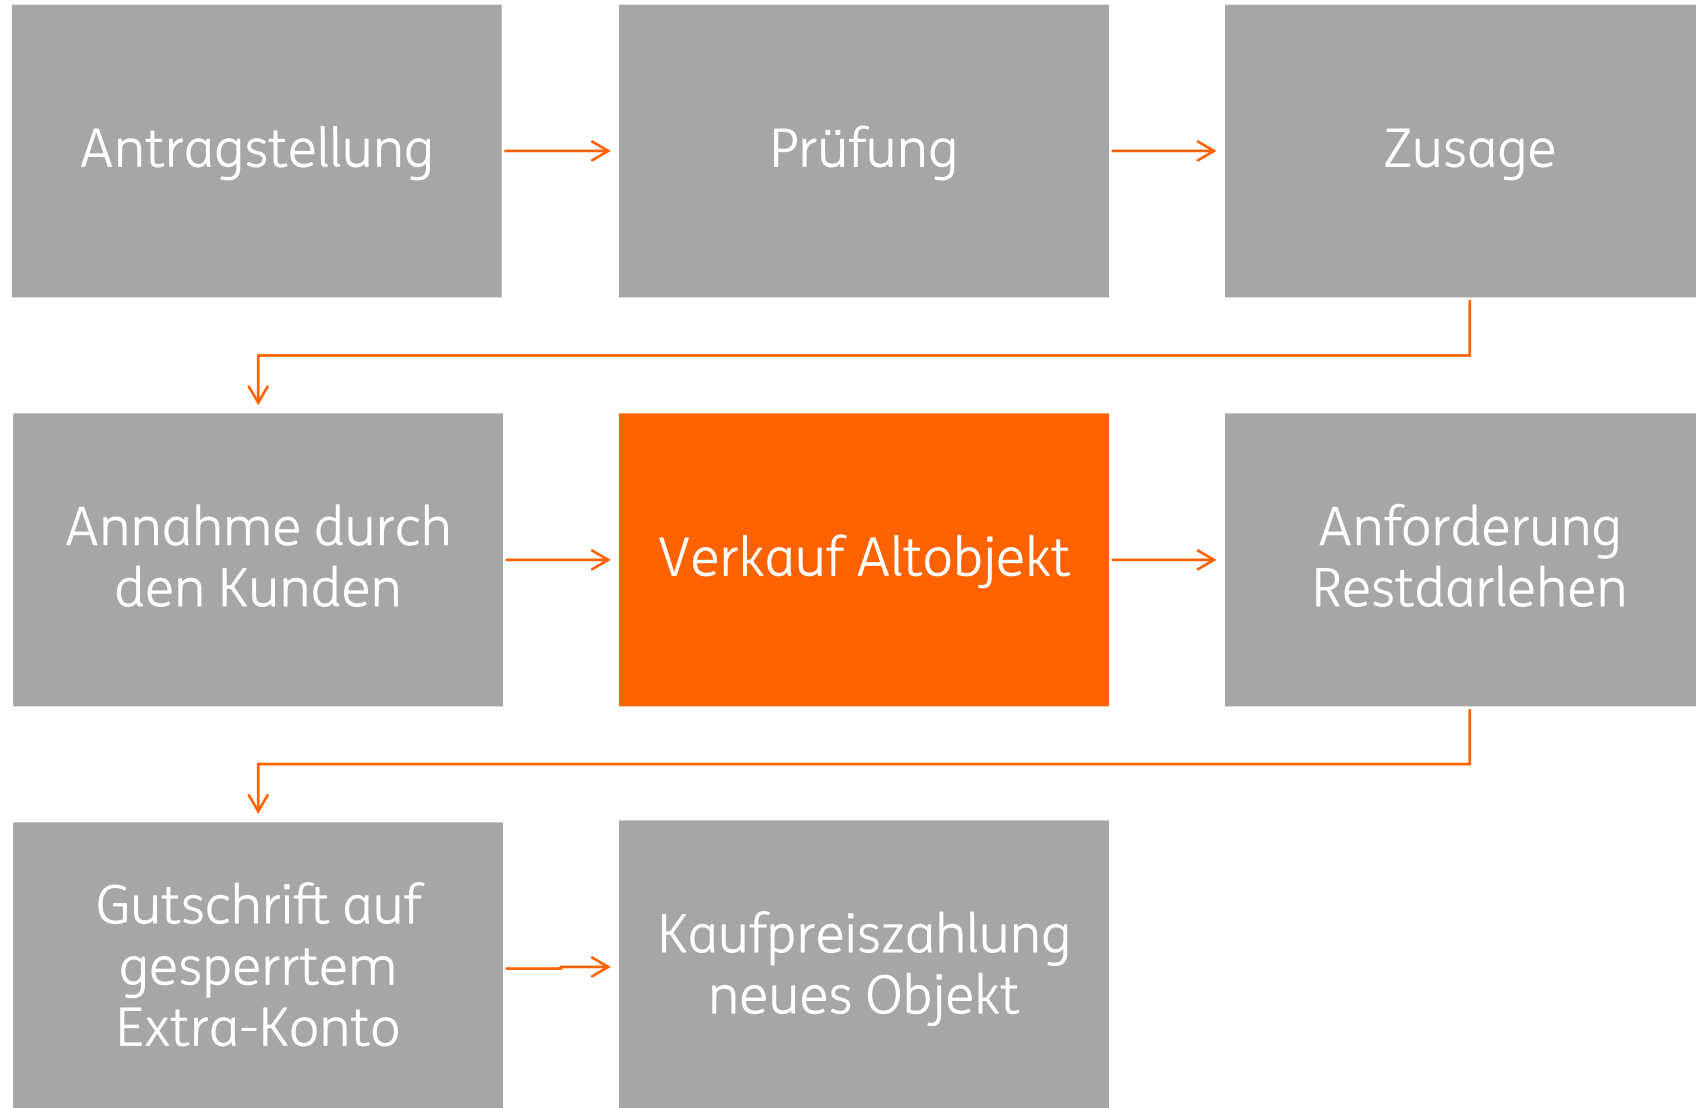 Antragstellung
Prüfung
Zusage
Annahme durch
den Kunden
Verkauf Altobjekt
Anforderung
Restdarlehen
Gutschrift auf
gesperrtem
Extra-Konto
Kaufpreiszahlung
neues Objekt